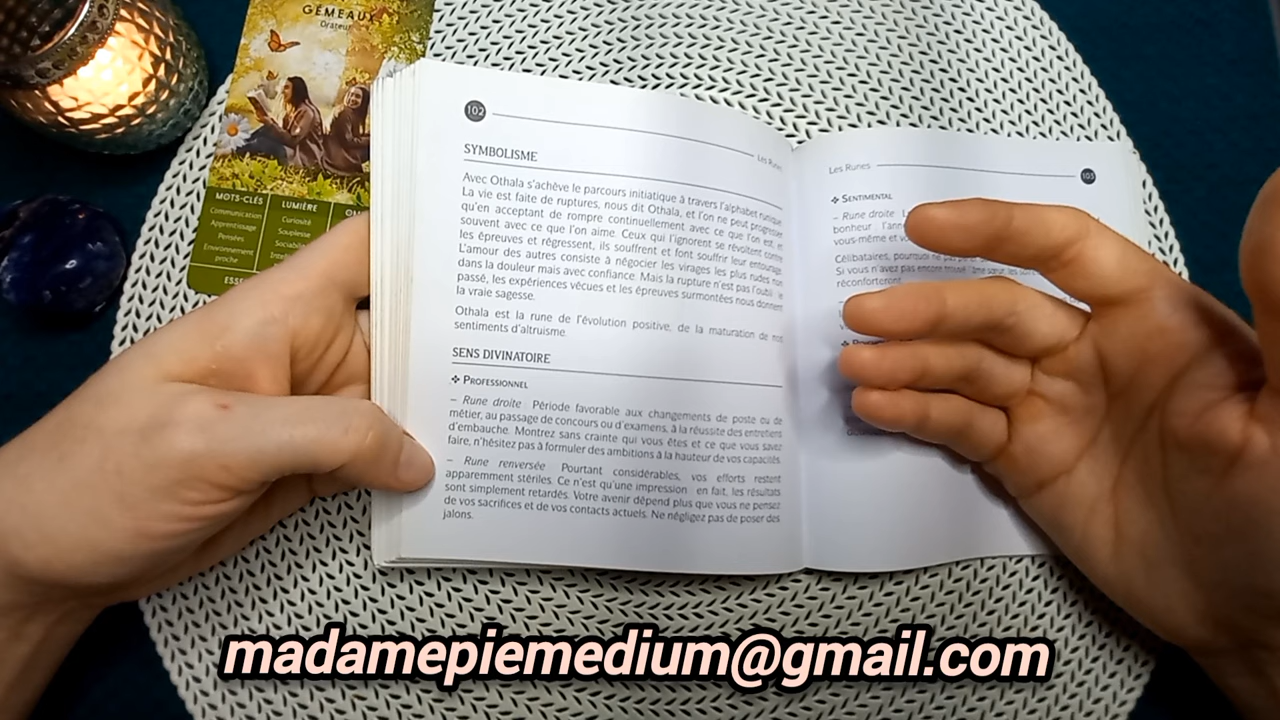 GÉMEAUX
Orateur
MOTS-CLÉS
Communication
Apprentissage
Pensées
Environnement
proche
LUMIÈRE
Curiosité
Souplesse
102
Les Runes
SYMBOLISME
Avec Othala s'achève le parcours initiatique à travers l'alphabet runique
La vie est faite de ruptures, nous dit Othala, et l'on ne peut progresser
qu'en acceptant de rompre continuellement avec ce que l'on est, et
souvent avec ce que l'on aime. Ceux qui l'ignorent se révoltent contre
les épreuves et régressent, ils souffrent et font souffrir leur entourage.
L'amour des autres consiste à négocier les virages les plus rudes non
dans la douleur mais avec confiance. Mais la rupture n'est pas l'oubli : le
passé, les expériences vécues et les épreuves surmontées nous donnent
la vraie sagesse.
Othala est la rune de l'évolution positive, de la maturation de nos
sentiments d'altruisme.
SENS DIVINATOIRE
❖ Professionnel
– Rune droite : Période favorable aux changements de poste ou de
métier, au passage de concours ou d'examens, à la réussite des entretiens
d'embauche. Montrez sans crainte qui vous êtes et ce que vous savez
faire, n'hésitez pas à formuler des ambitions à la hauteur de vos capacités.
– Rune renversée : Pourtant considérables, vos efforts restent
apparemment stériles. Ce n'est qu'une impression : en fait, les résultats
sont simplement retardés. Votre avenir dépend plus que vous ne pensez
de vos sacrifices et de vos contacts actuels. Ne négligez pas de poser des
jalons.
Les Runes
103
❖ Sentimental
– Rune droite
bonheur : l'
vous-même et
Célibataires, pourquoi ne pas
Si vous n'avez pas encore trouvé
réconforteront.
madamepiemedium@gmail.com